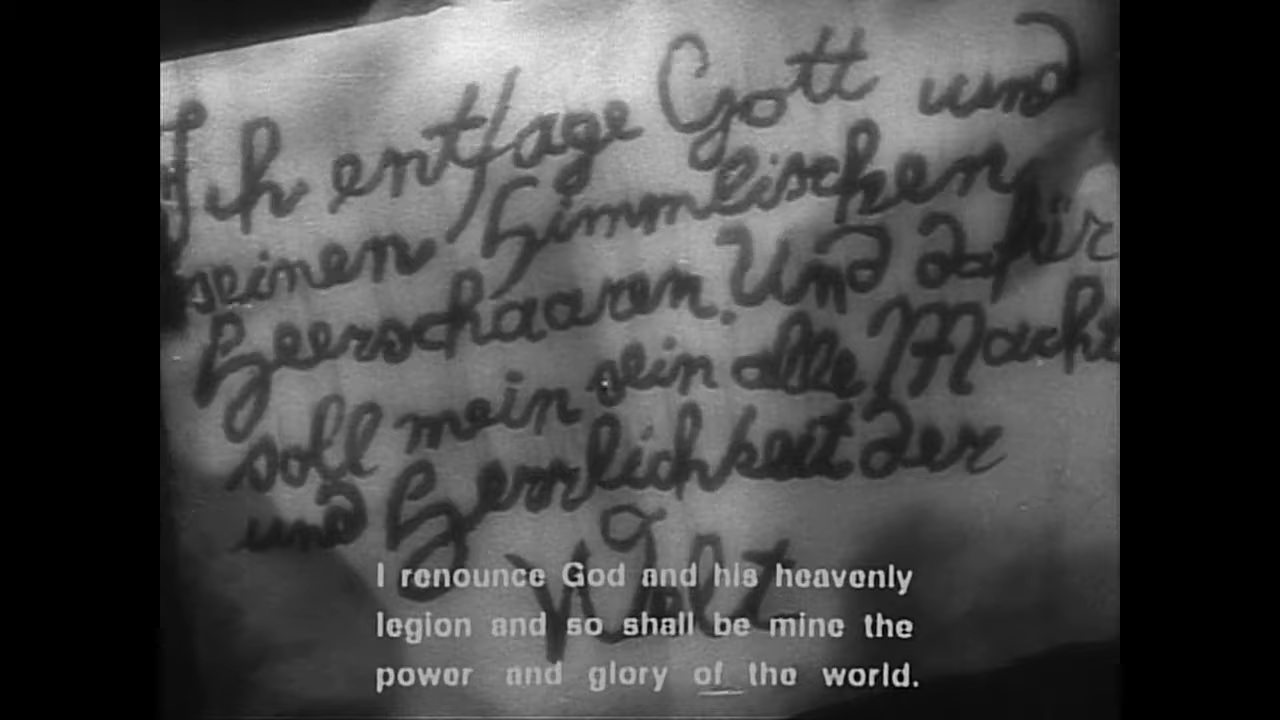 Ich entsage Gott und
seinen himmlischen
Heerschaaren. Und dafür
soll mein sein alle Macht
und Herrlichkeit der
Welt
I renounce God and his heavenly
legion and so shall be mine the
power and glory of the world.